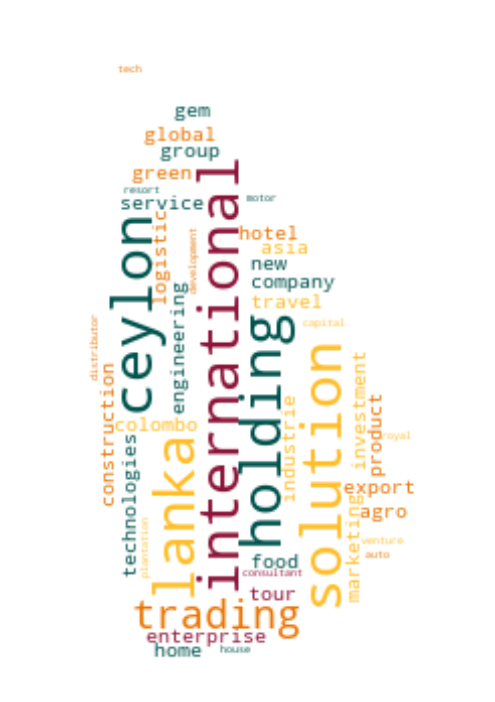 tech
gem
global
group
green
resort
service
motor
international
ceylon
logistic
development
hotel
asia
new
company
travel
engineering
holding
capital
distributor
solution
construction
investment
industrie
product
colombo
royal
technologies
lanka
export
marketing
agro
plantation
venture
auto
food
consultant
tour
trading
enterprise
home
house